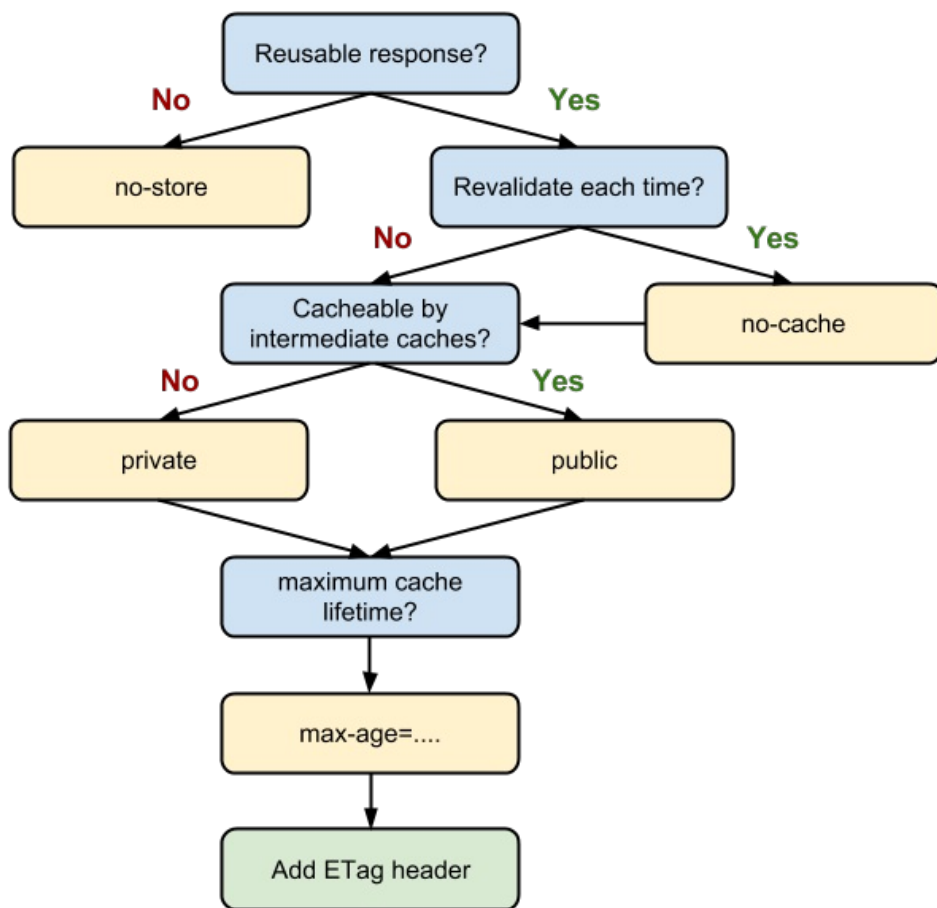 Reusable response?
No
Yes
no-store
Revalidate each time?
No
Yes
Cacheable by
intermediate caches?
no-cache
No
Yes
private
public
maximum cache
lifetime?
max-age=....
Add ETag header